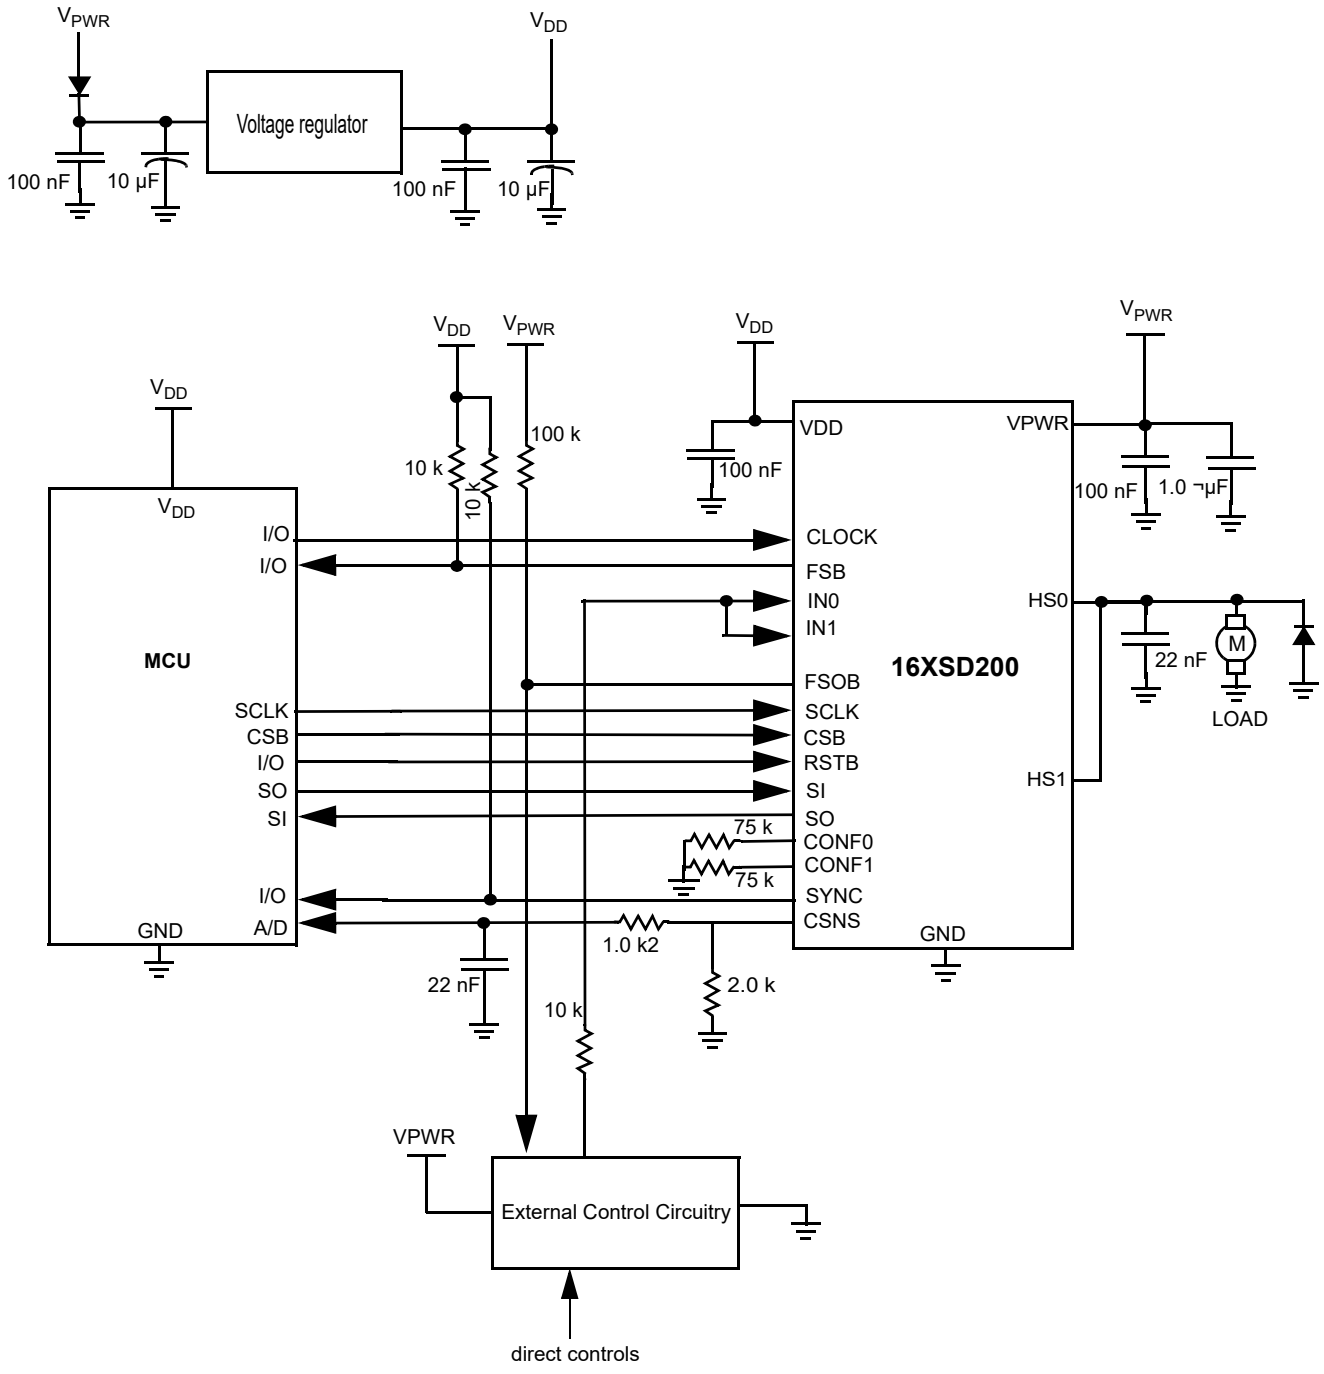 VPWR
VDD
Voltage regulator
100 nF
10 µF
100 nF
10 µF
VDD
VPWR
VDD
VPWR
VDD
10 k
10 k
100 k
100 nF
100 nF
1.0 ¬µF
VDD
I/O
I/O
MCU
SCLK
CSB
I/O
SO
SI
I/O
A/D
GND
VDD
VPWR
CLOCK
FSB
IN0
IN1
16XSD200
FSOB
SCLK
CSB
RSTB
SI
SO
CONF0
CONF1
SYNC
CSNS
GND
HS0
HS1
22 nF
M
LOAD
75 k
75 k
1.0 k2
22 nF
2.0 k
10 k
VPWR
External Control Circuitry
direct controls